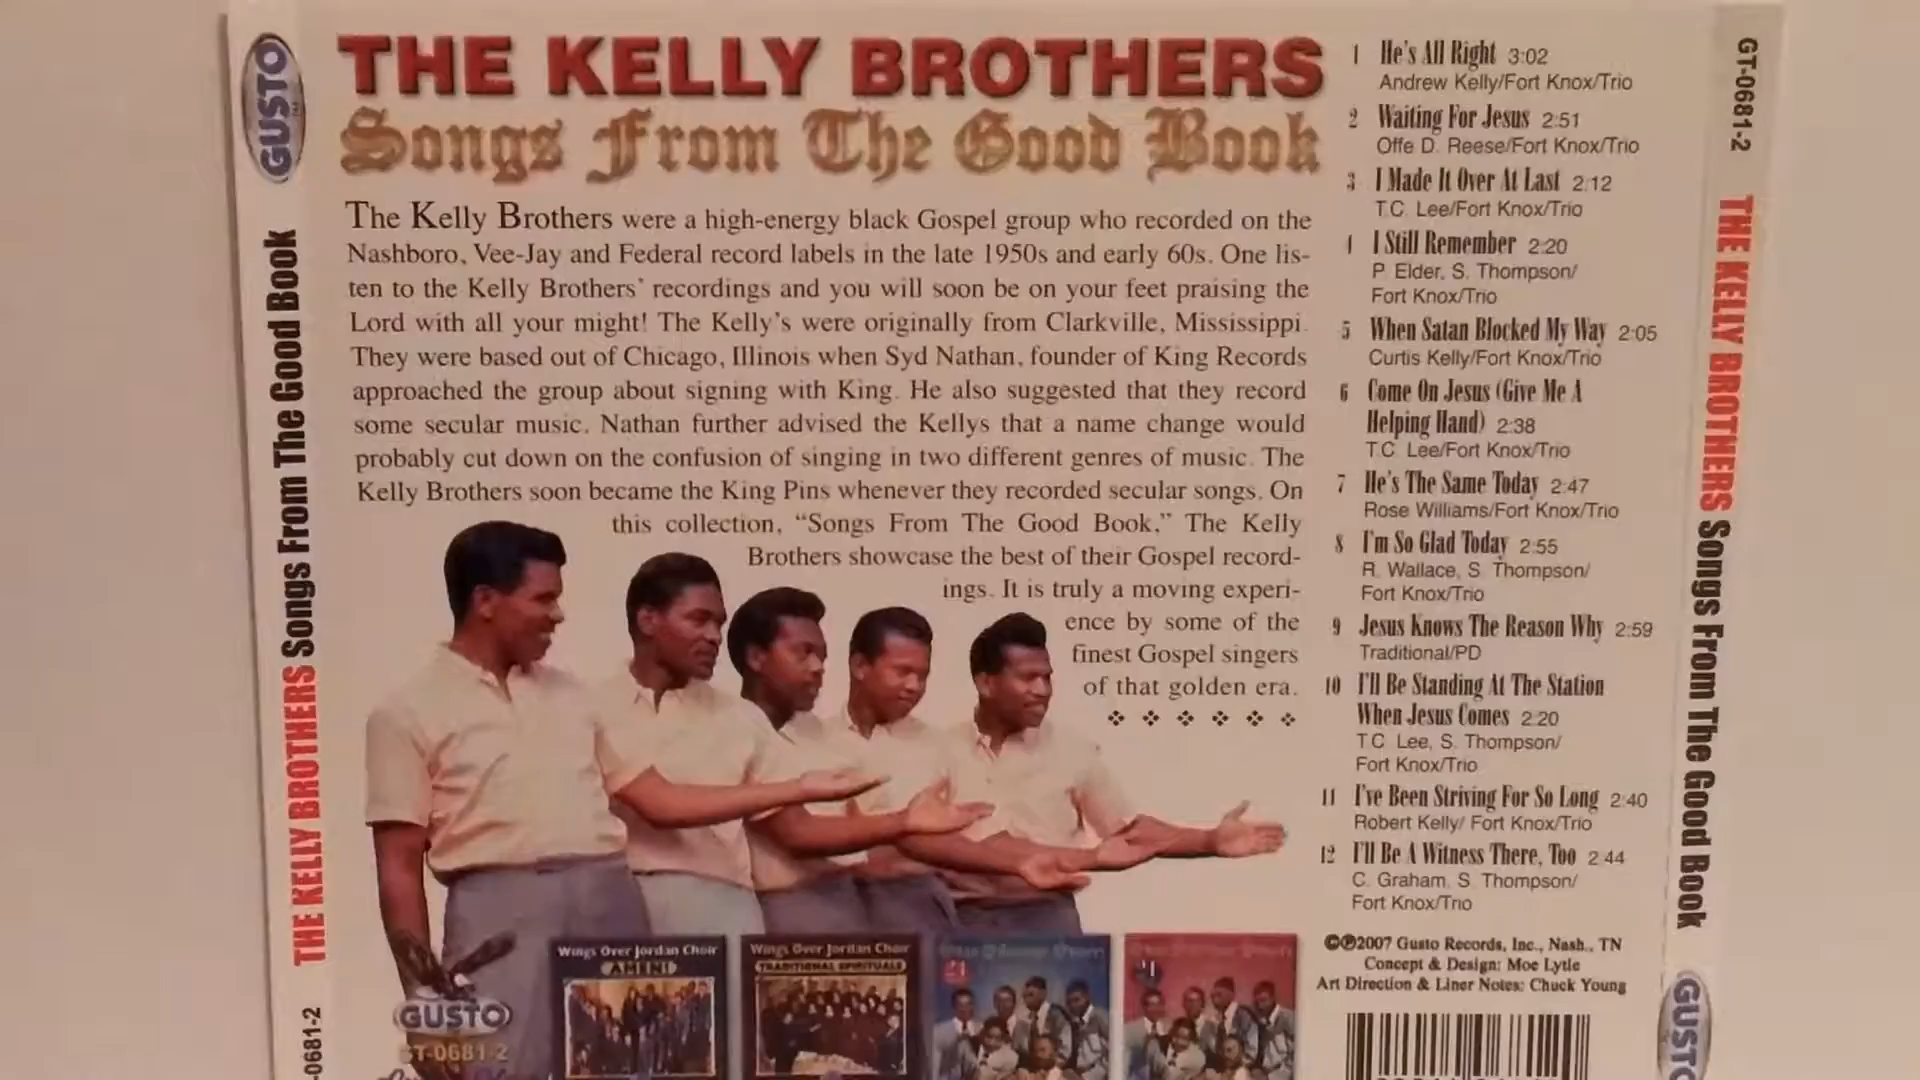 GUSTO
THE KELLY BROTHERS Songs From The Good Book
-0681-2
THE KELLY BROTHERS
Songs From The Good Book
The Kelly Brothers were a high-energy black Gospel group who recorded on the
Nashboro, Vee-Jay and Federal record labels in the late 1950s and early 60s. One lis-
ten to the Kelly Brothers' recordings and you will soon be on your feet praising the
Lord with all your might! The Kelly's were originally from Clarkville, Mississippi.
They were based out of Chicago, Illinois when Syd Nathan, founder of King Records
approached the group about signing with King. He also suggested that they record
some secular music. Nathan further advised the Kellys that a name change would
probably cut down on the confusion of singing in two different genres of music. The
Kelly Brothers soon became the King Pins whenever they recorded secular songs. On
this collection, "Songs From The Good Book," The Kelly
Brothers showcase the best of their Gospel record-
ings. It is truly a moving experi-
ence by some of the
finest Gospel singers
of that golden era.
1 He's All Right 3:02
Andrew Kelly/Fort Knox/Trio
2 Waiting For Jesus 2:51
Offe D. Reese/Fort Knox/Trio
3 I Made It Over At Last 2:12
T.C. Lee/Fort Knox/Trio
4 I Still Remember 2:20
P. Elder, S. Thompson/
Fort Knox/Trio
5 When Satan Blocked My Way 2:05
Curtis Kelly/Fort Knox/Trio
6 Come On Jesus (Give Me A
Helping Hand) 2:38
T.C. Lee/Fort Knox/Trio
7 He's The Same Today 2:47
Rose Williams/Fort Knox/Trio
8 I'm So Glad Today 2:55
R. Wallace, S. Thompson/
Fort Knox/Trio
9 Jesus Knows The Reason Why 2:59
Traditional/PD
10 I'll Be Standing At The Station
When Jesus Comes 2:20
T.C. Lee, S. Thompson/
Fort Knox/Trio
11 I've Been Striving For So Long 2:40
Robert Kelly/ Fort Knox/Trio
12 I'll Be A Witness There, Too 2:44
C. Graham, S. Thompson/
Fort Knox/Trio
©℗2007 Gusto Records, Inc., Nash., TN
Concept & Design: Moe Lytle
Art Direction & Liner Notes: Chuck Young
GUSTO
GT-0681-2
Wings Over Jordan Choir
AMEN!
Wings Over Jordan Choir
TRADITIONAL SPIRITUALS
GT-0681-2
THE KELLY BROTHERS Songs From The Good Book
GUSTO